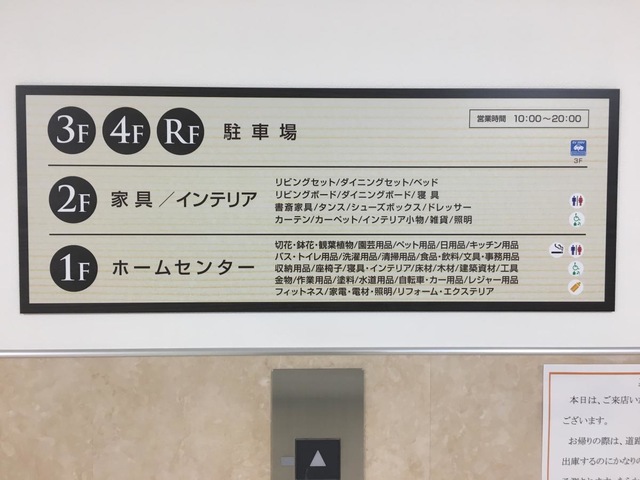 3F 4F RF 駐車場
営業時間 10:00～20:00
3F
2F 家具／インテリア
リビングセット/ダイニングセット/ベッド
リビングボード/ダイニングボード/寝具
書斎家具/タンス/シューズボックス/ドレッサー
カーテン/カーペット/インテリア小物/雑貨/照明
1F ホームセンター
切花・鉢花・観葉植物/園芸用品/ペット用品/日用品/キッチン用品
バス・トイレ用品/洗濯用品/清掃用品/食品・飲料/文具・事務用品
収納用品/座椅子/寝具・インテリア/床材/木材/建築資材/工具
金物/作業用品/塗料/水道用品/自転車・カー用品/レジャー用品
フィットネス/家電・電材・照明/リフォーム・エクステリア
本日は、ご来店い
ございます。
お帰りの際は、道路
出庫するのにかなりの